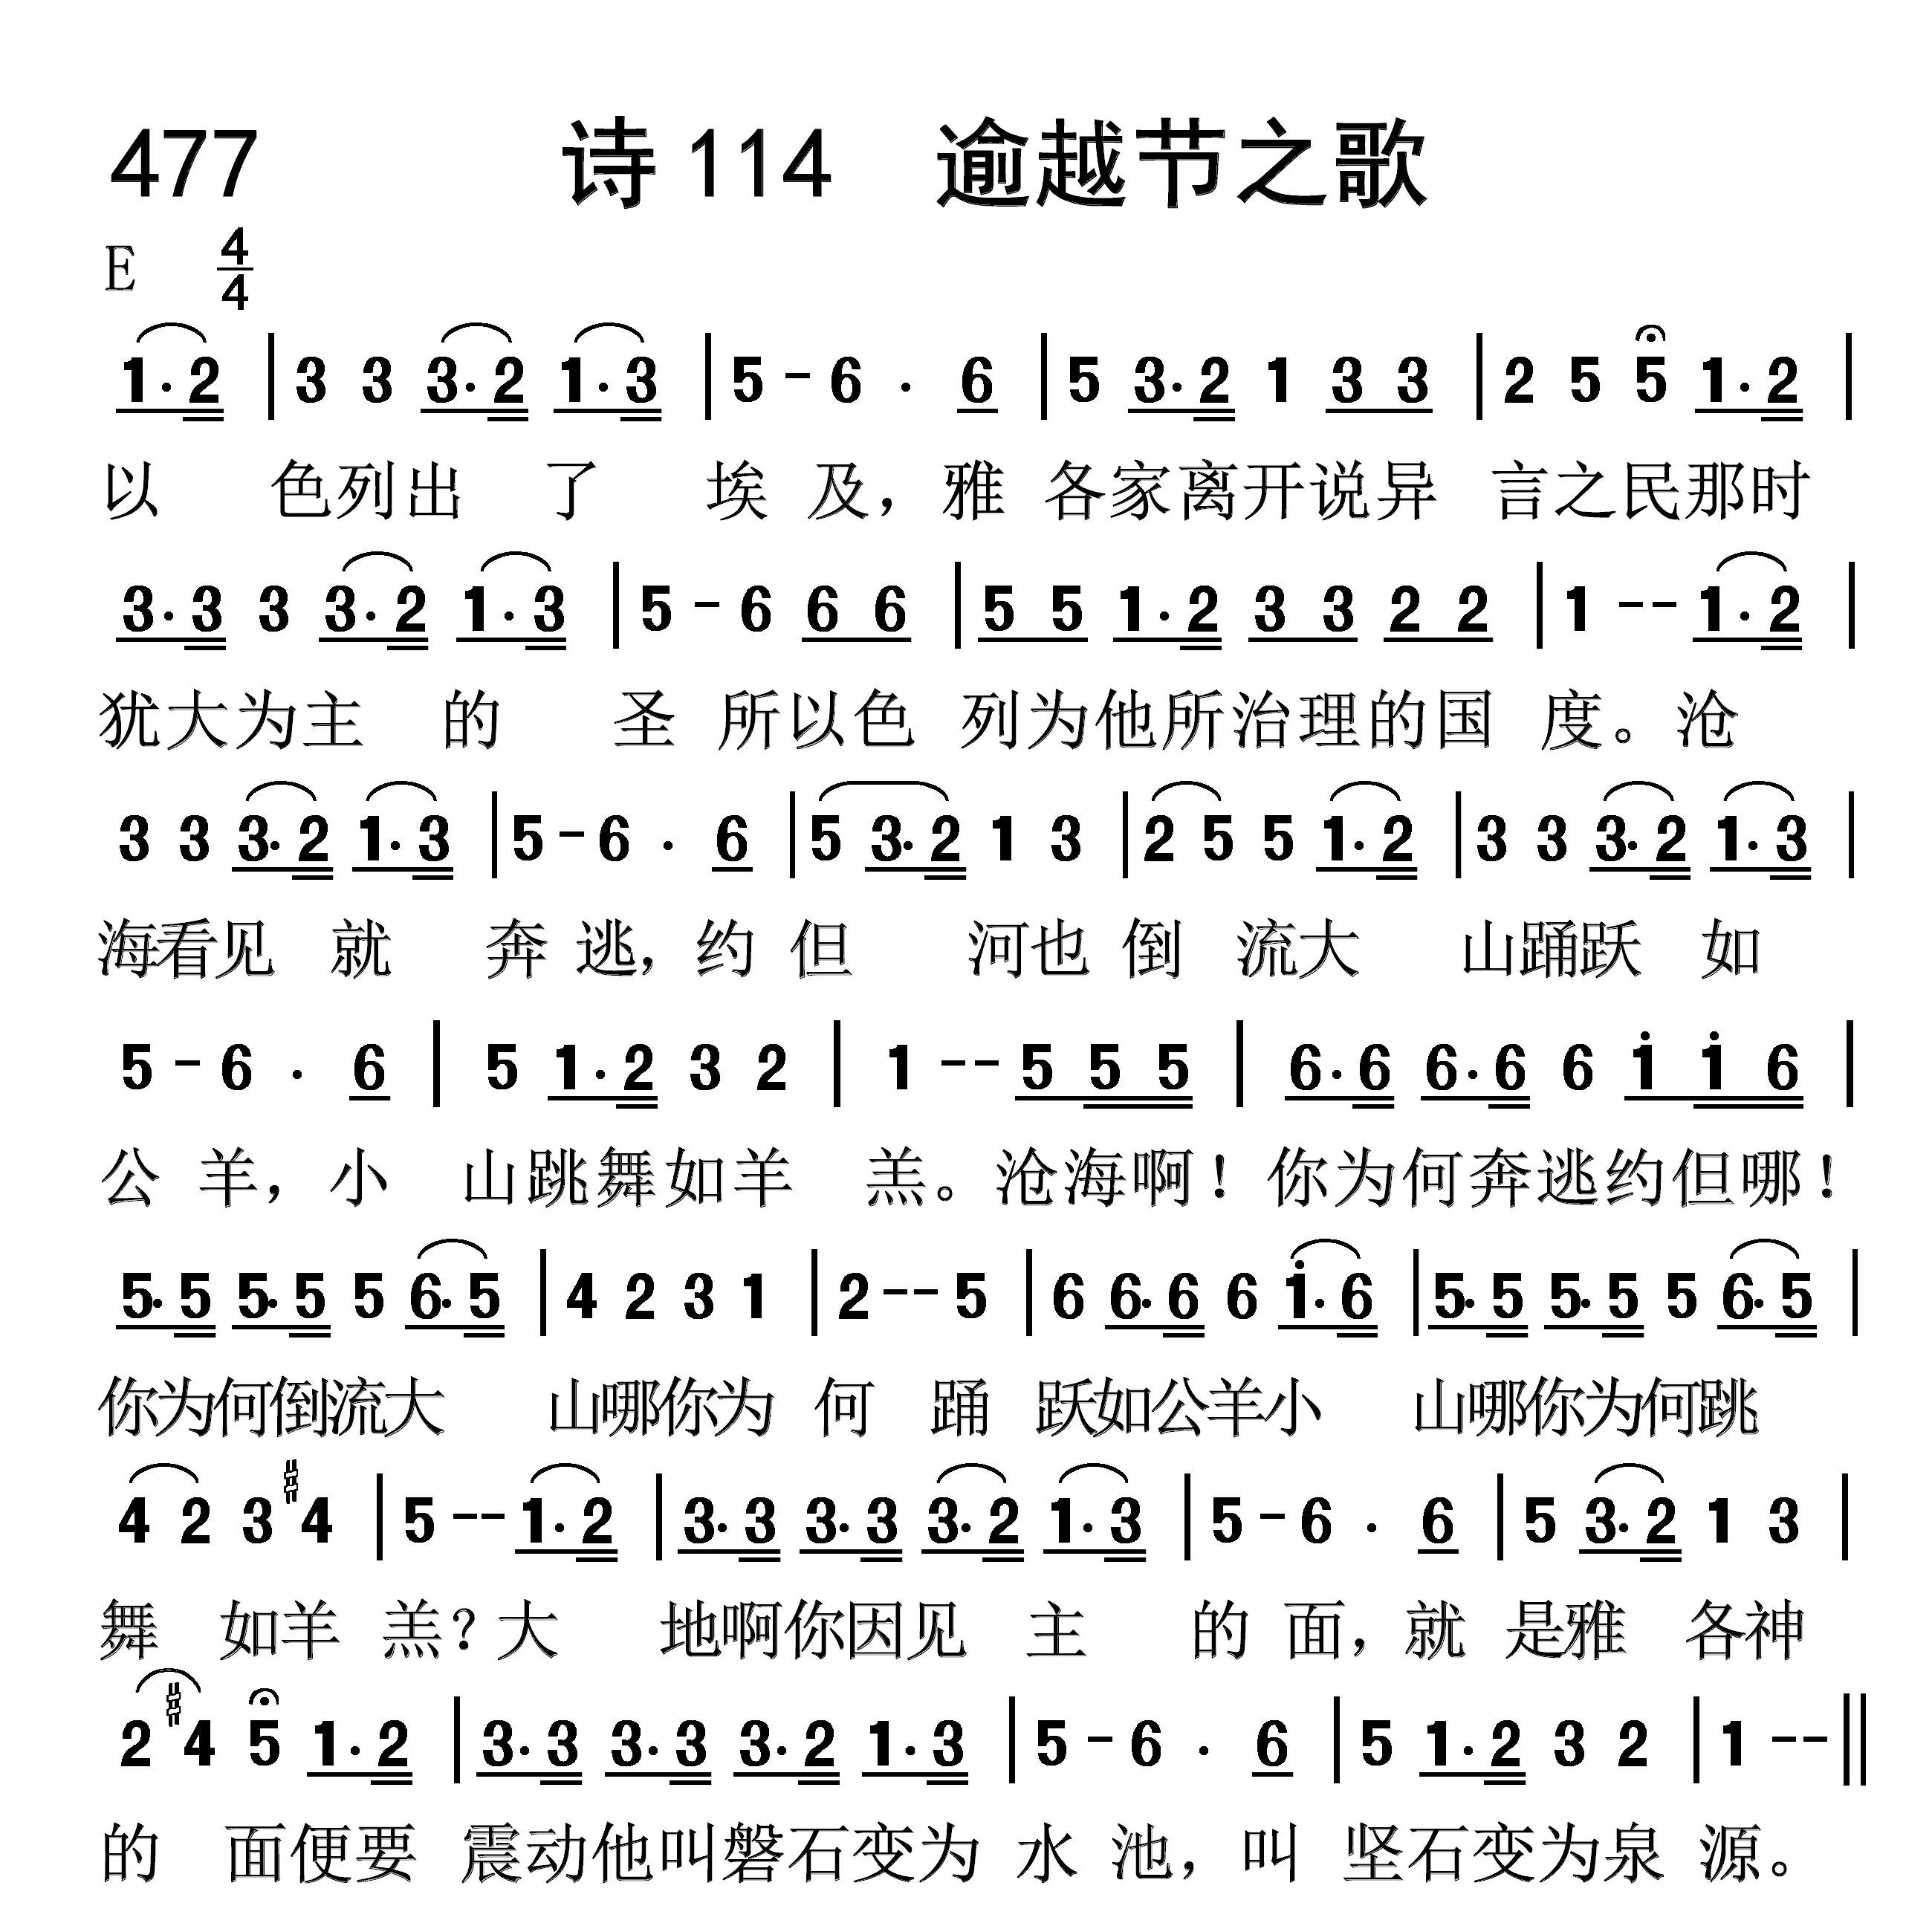 477 诗114 逾越节之歌
E 4/4
1·2 | 3 3 3·2 1·3 | 5 - 6 · 6 | 5 3·2 1 3 3 | 2 5 5 1·2 |
以 色列出 了 埃 及，雅 各家离开说异 言之民那时
3·3 3 3·2 1·3 | 5 - 6 6 6 | 5 5 1·2 3 3 2 2 | 1 - - 1·2 |
犹大为主 的 圣 所以色 列为他所治理的国 度。沧
3 3 3·2 1·3 | 5 - 6 · 6 | 5 3·2 1 3 | 2 5 5 1·2 | 3 3 3·2 1·3 |
海看见 就 奔 逃，约 但 河也 倒 流大 山踊跃 如
5 - 6 · 6 | 5 1·2 3 2 | 1 - - 5 5 5 | 6·6 6·6 6 i i 6 |
公 羊，小 山跳舞如羊 羔。沧海啊！你为何奔逃约但哪！
5·5 5·5 5 6·5 | 4 2 3 1 | 2 - - 5 | 6 6·6 6 i·6 | 5·5 5·5 5 6·5 |
你为何倒流大 山哪你为 何 踊 跃如公羊小 山哪你为何跳
4 2 3 #4 | 5 - - 1·2 | 3·3 3·3 3·2 1·3 | 5 - 6 · 6 | 5 3·2 1 3 |
舞 如羊 羔？大 地啊你因见 主 的 面，就 是雅 各神
2 #4 5 1·2 | 3·3 3·3 3·2 1·3 | 5 - 6 · 6 | 5 1·2 3 2 | 1 - - ||
的 面便要 震动他叫磐石变为 水 池，叫 坚石变为泉 源。